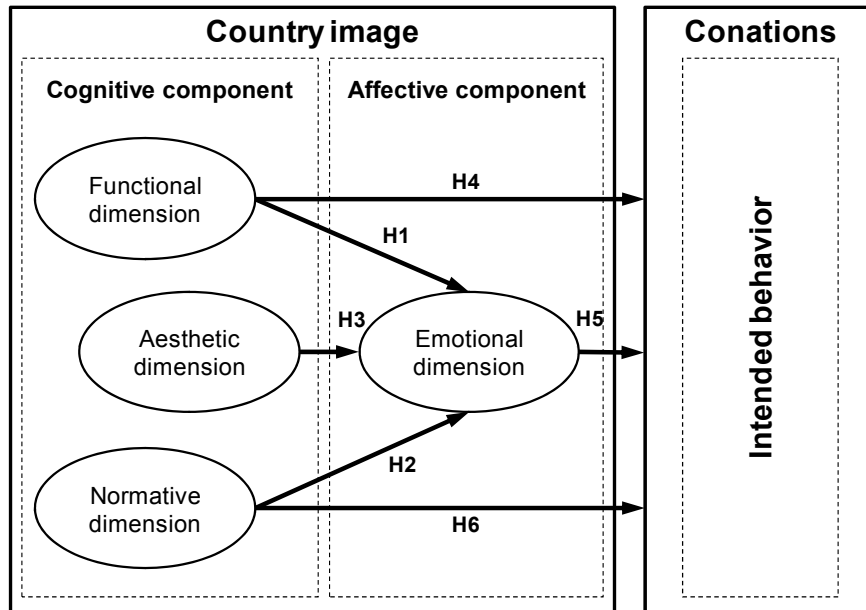 Country image
Conations
Cognitive component
Affective component
Functional
dimension
H4
H1
Aesthetic
dimension
H3
Emotional
dimension
H5
Intended behavior
H2
Normative
dimension
H6